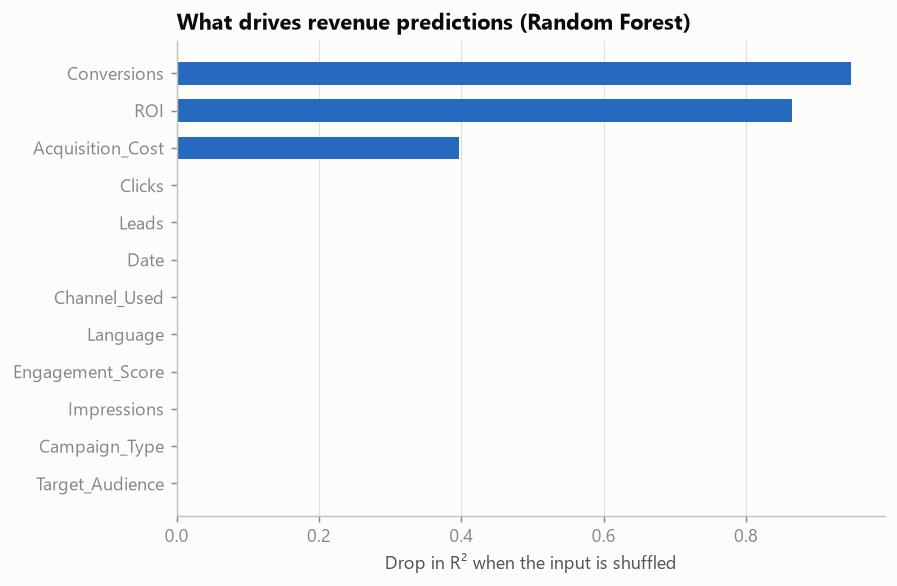 What drives revenue predictions (Random Forest)
Conversions
ROI
Acquisition_Cost
Clicks
Leads
Date
Channel_Used
Language
Engagement_Score
Impressions
Campaign_Type
Target_Audience
0.0 0.2 0.4 0.6 0.8
Drop in R² when the input is shuffled